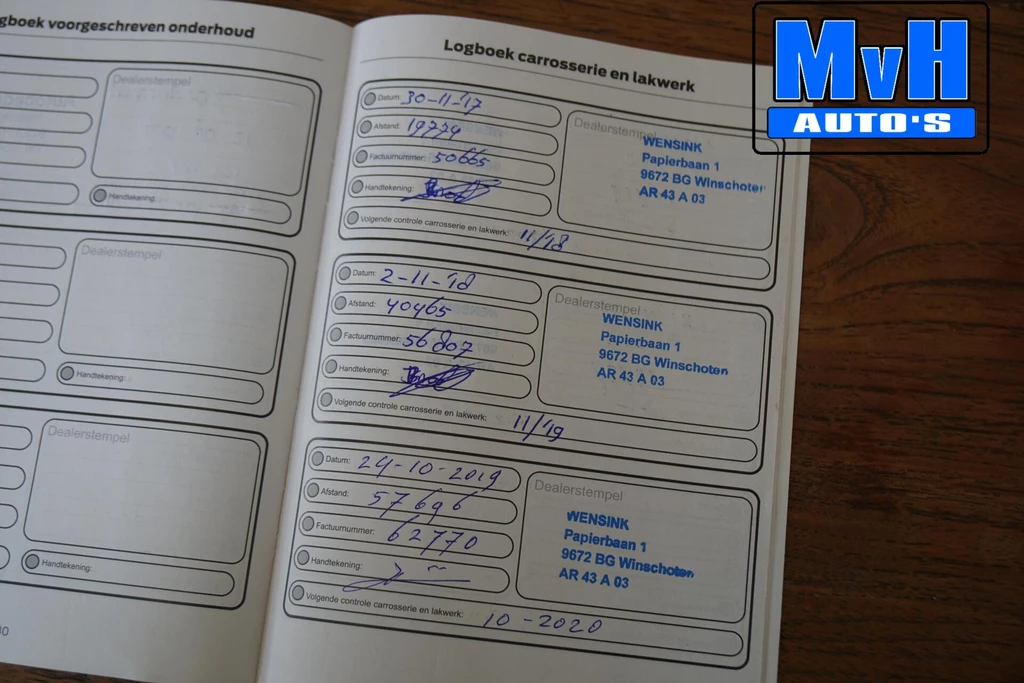 gboek voorgeschreven onderhoud
Dealerstempel
Handtekening:
Dealerstempel
Handtekening:
Dealerstempel
Handtekening:
Logboek carrosserie en lakwerk
Datum: 30-11-'17
Afstand: 19779
Factuurnummer: 50665
Handtekening:
Volgende controle carrosserie en lakwerk: 11/18
Dealerstempel
WENSINK
Papierbaan 1
9672 BG Winschoten
AR 43 A 03
Datum: 2-11-'18
Afstand: 40465
Factuurnummer: 56807
Handtekening:
Volgende controle carrosserie en lakwerk: 11/19
Dealerstempel
WENSINK
Papierbaan 1
9672 BG Winschoten
AR 43 A 03
Datum: 24-10-2019
Afstand: 57696
Factuurnummer: 62770
Handtekening:
Volgende controle carrosserie en lakwerk: 10-2020
Dealerstempel
WENSINK
Papierbaan 1
9672 BG Winschoten
AR 43 A 03
MvH
AUTO'S